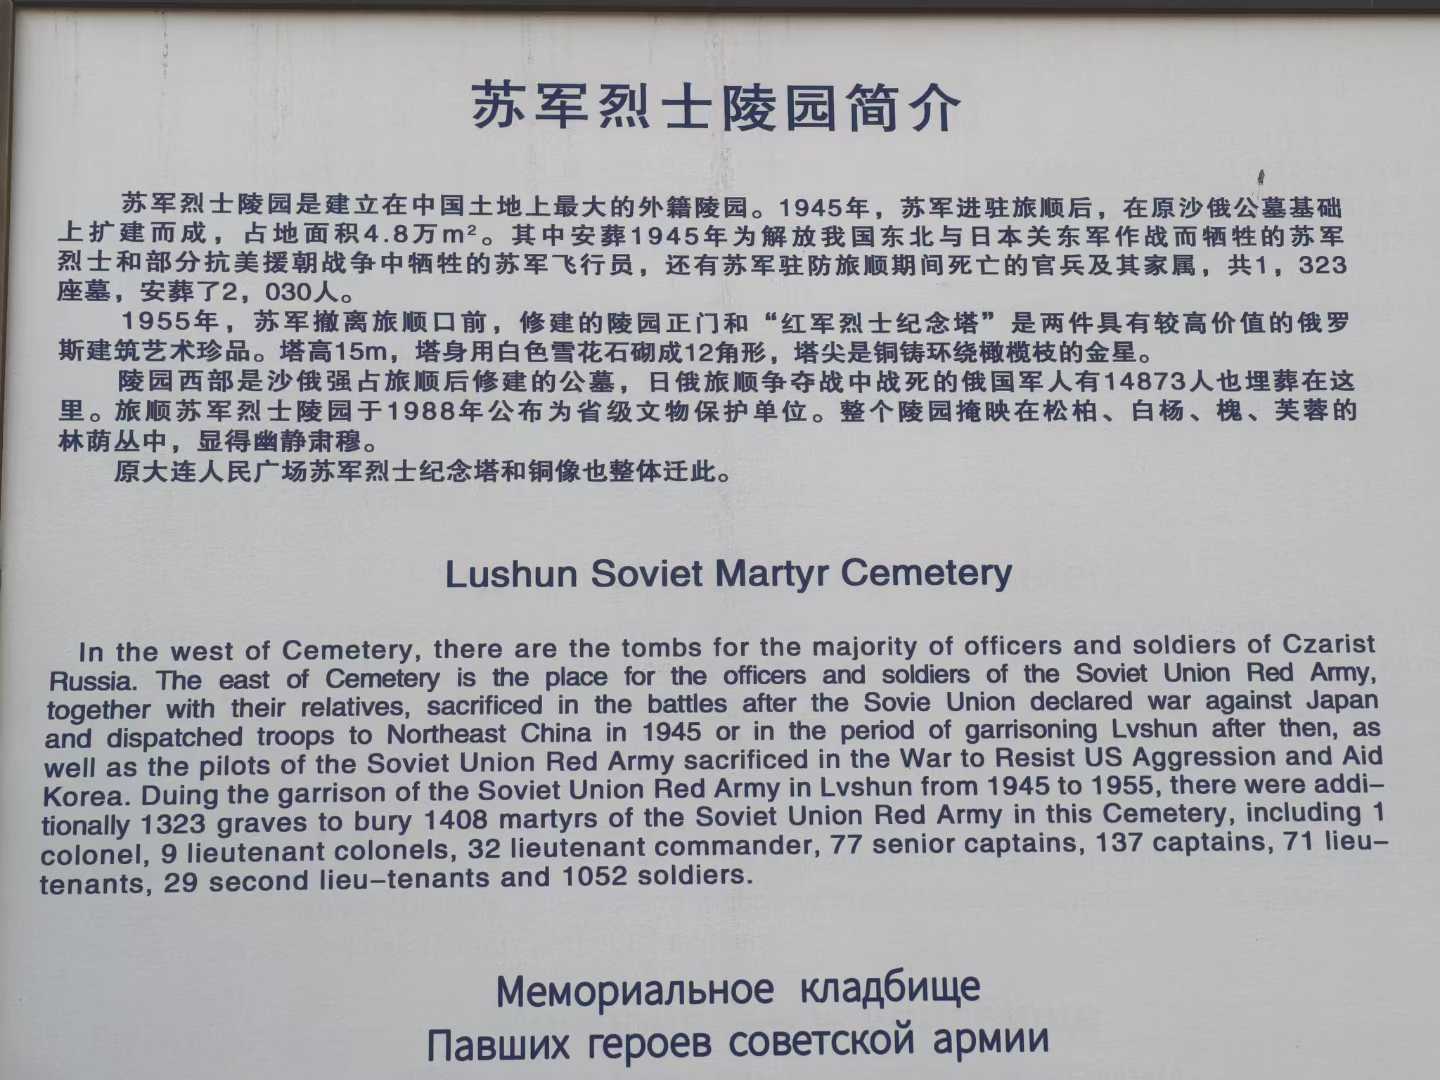 苏军烈士陵园简介
苏军烈士陵园是建立在中国土地上最大的外籍陵园。1945年，苏军进驻旅顺后，在原沙俄公墓基础
上扩建而成，占地面积4.8万m²。其中安葬1945年为解放我国东北与日本关东军作战而牺牲的苏军
烈士和部分抗美援朝战争中牺牲的苏军飞行员，还有苏军驻防旅顺期间死亡的官兵及其家属，共1，323
座墓，安葬了2，030人。
1955年，苏军撤离旅顺口前，修建的陵园正门和“红军烈士纪念塔”是两件具有较高价值的俄罗
斯建筑艺术珍品。塔高15m，塔身用白色雪花石砌成12角形，塔尖是铜铸环绕橄榄枝的金星。
陵园西部是沙俄强占旅顺后修建的公墓，日俄旅顺争夺战中战死的俄国军人有14873人也埋葬在这
里。旅顺苏军烈士陵园于1988年公布为省级文物保护单位。整个陵园掩映在松柏、白杨、槐、芙蓉的
林荫丛中，显得幽静肃穆。
原大连人民广场苏军烈士纪念塔和铜像也整体迁此。
Lushun Soviet Martyr Cemetery
In the west of Cemetery, there are the tombs for the majority of officers and soldiers of Czarist
Russia. The east of Cemetery is the place for the officers and soldiers of the Soviet Union Red Army,
together with their relatives, sacrificed in the battles after the Sovie Union declared war against Japan
and dispatched troops to Northeast China in 1945 or in the period of garrisoning Lvshun after then, as
well as the pilots of the Soviet Union Red Army sacrificed in the War to Resist US Aggression and Aid
Korea. Duing the garrison of the Soviet Union Red Army in Lvshun from 1945 to 1955, there were addi-
tionally 1323 graves to bury 1408 martyrs of the Soviet Union Red Army in this Cemetery, including 1
colonel, 9 lieutenant colonels, 32 lieutenant commander, 77 senior captains, 137 captains, 71 lieu-
tenants, 29 second lieu-tenants and 1052 soldiers.
Мемориальное кладбище
Павших героев советской армии